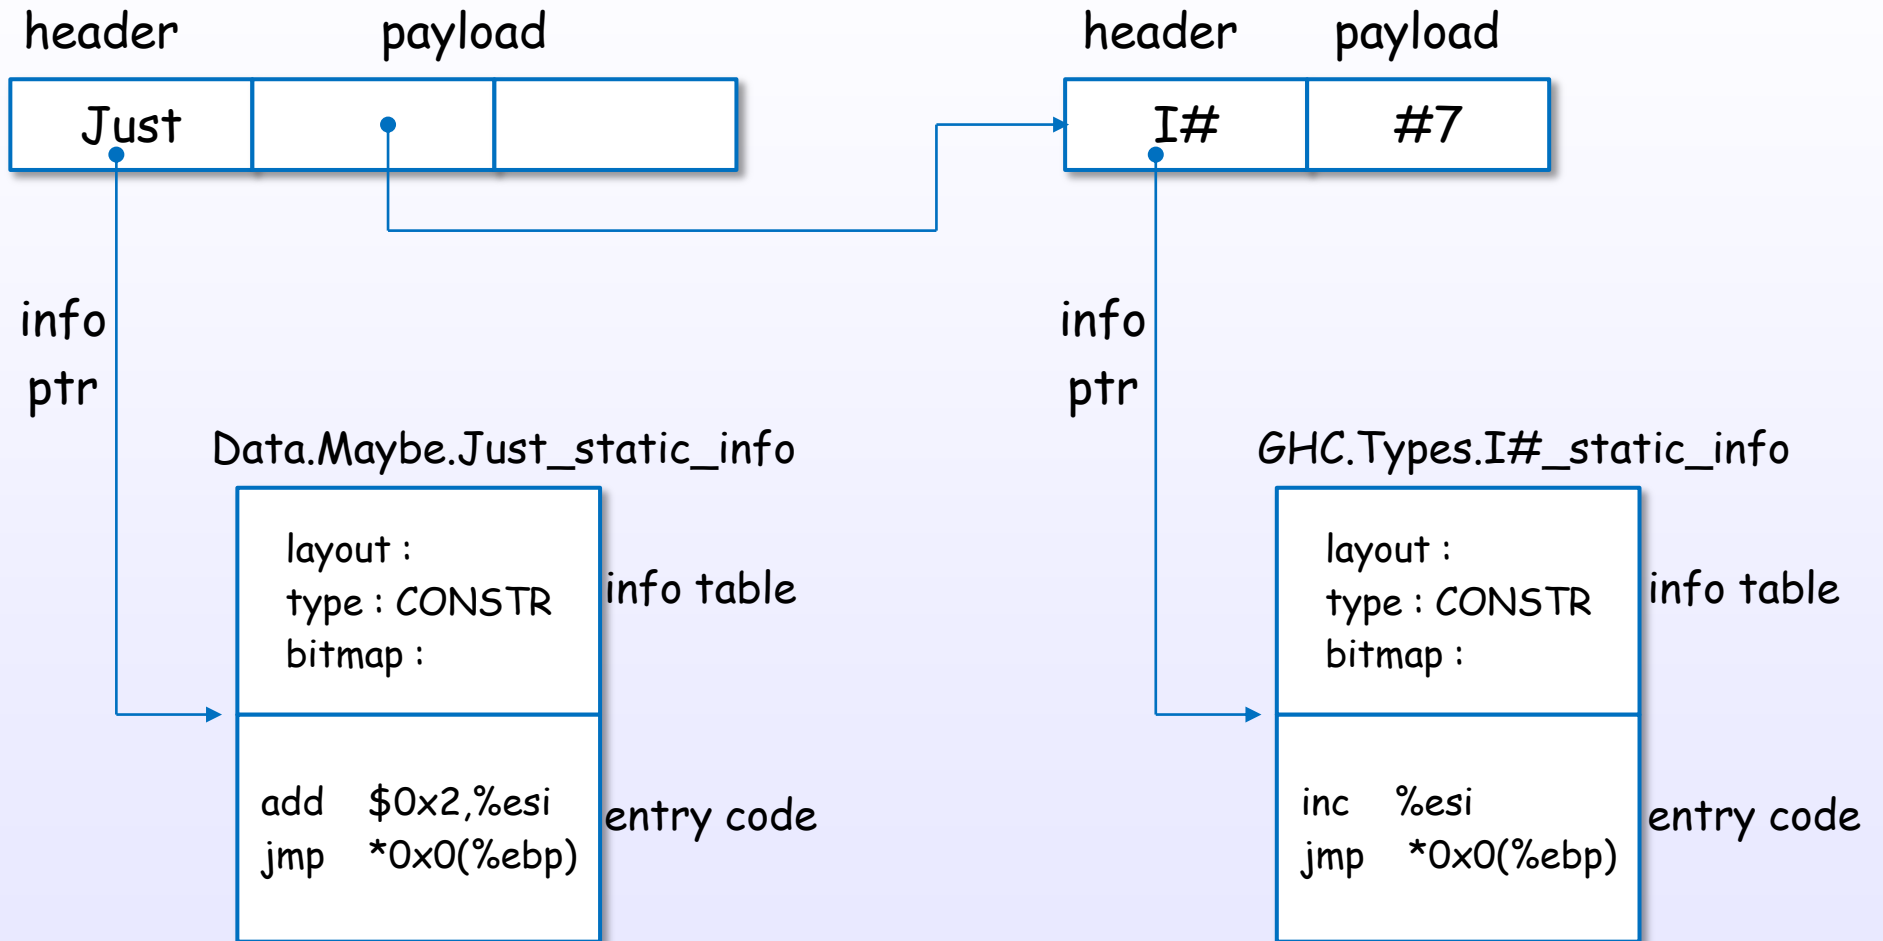 header payload header payload
Just I# #7
info info
ptr ptr
Data.Maybe.Just_static_info GHC.Types.I#_static_info
layout : layout :
type : CONSTR info table type : CONSTR info table
bitmap : bitmap :
add $0x2,%esi entry code inc %esi entry code
jmp *0x0(%ebp) jmp *0x0(%ebp)